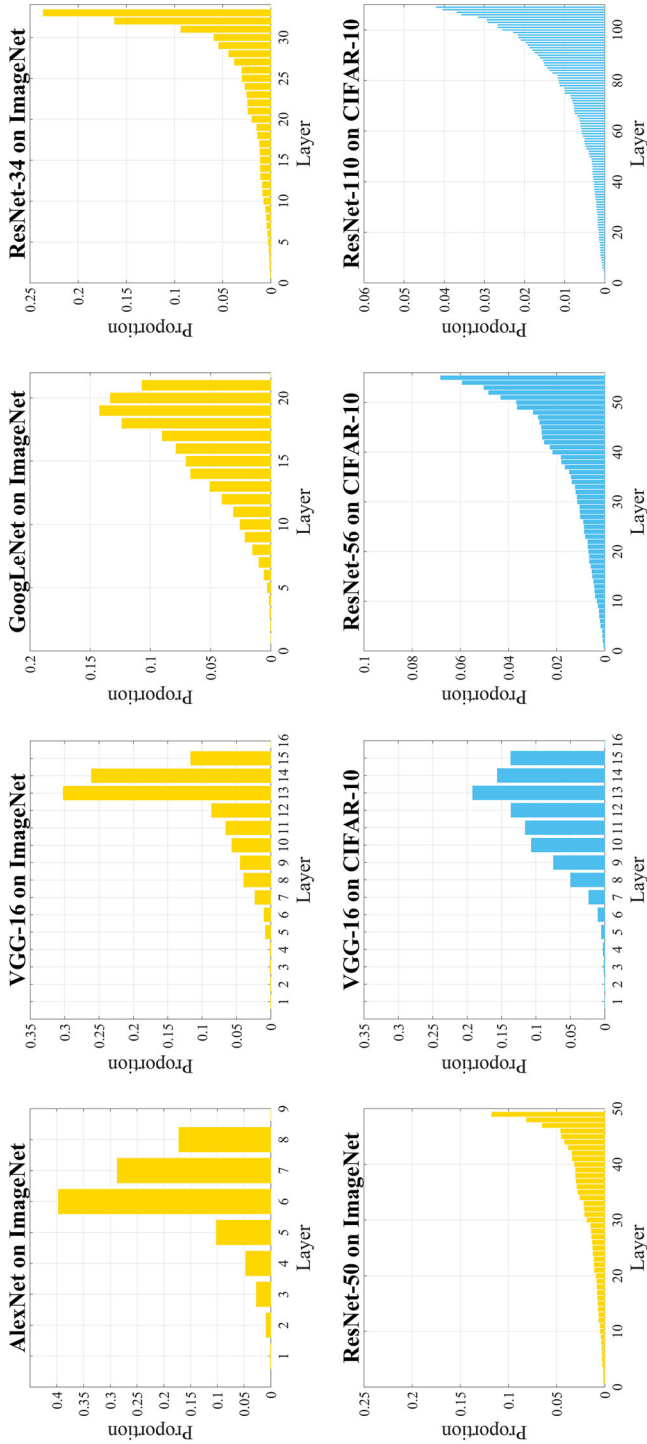 AlexNet on ImageNet
Proportion
0.4
0.35
0.3
0.25
0.2
0.15
0.1
0.05
0
1 2 3 4 5 6 7 8 9
Layer
VGG-16 on ImageNet
Proportion
0.35
0.3
0.25
0.2
0.15
0.1
0.05
0
1 2 3 4 5 6 7 8 9 10 11 12 13 14 15 16
Layer
GoogLeNet on ImageNet
Proportion
0.2
0.15
0.1
0.05
0
0 5 10 15 20
Layer
ResNet-34 on ImageNet
Proportion
0.25
0.2
0.15
0.1
0.05
0
0 5 10 15 20 25 30
Layer
ResNet-50 on ImageNet
Proportion
0.25
0.2
0.15
0.1
0.05
0
0 10 20 30 40 50
Layer
VGG-16 on CIFAR-10
Proportion
0.35
0.3
0.25
0.2
0.15
0.1
0.05
0
1 2 3 4 5 6 7 8 9 10 11 12 13 14 15 16
Layer
ResNet-56 on CIFAR-10
Proportion
0.1
0.08
0.06
0.04
0.02
0
0 10 20 30 40 50
Layer
ResNet-110 on CIFAR-10
Proportion
0.06
0.05
0.04
0.03
0.02
0.01
0
0 20 40 60 80 100
Layer